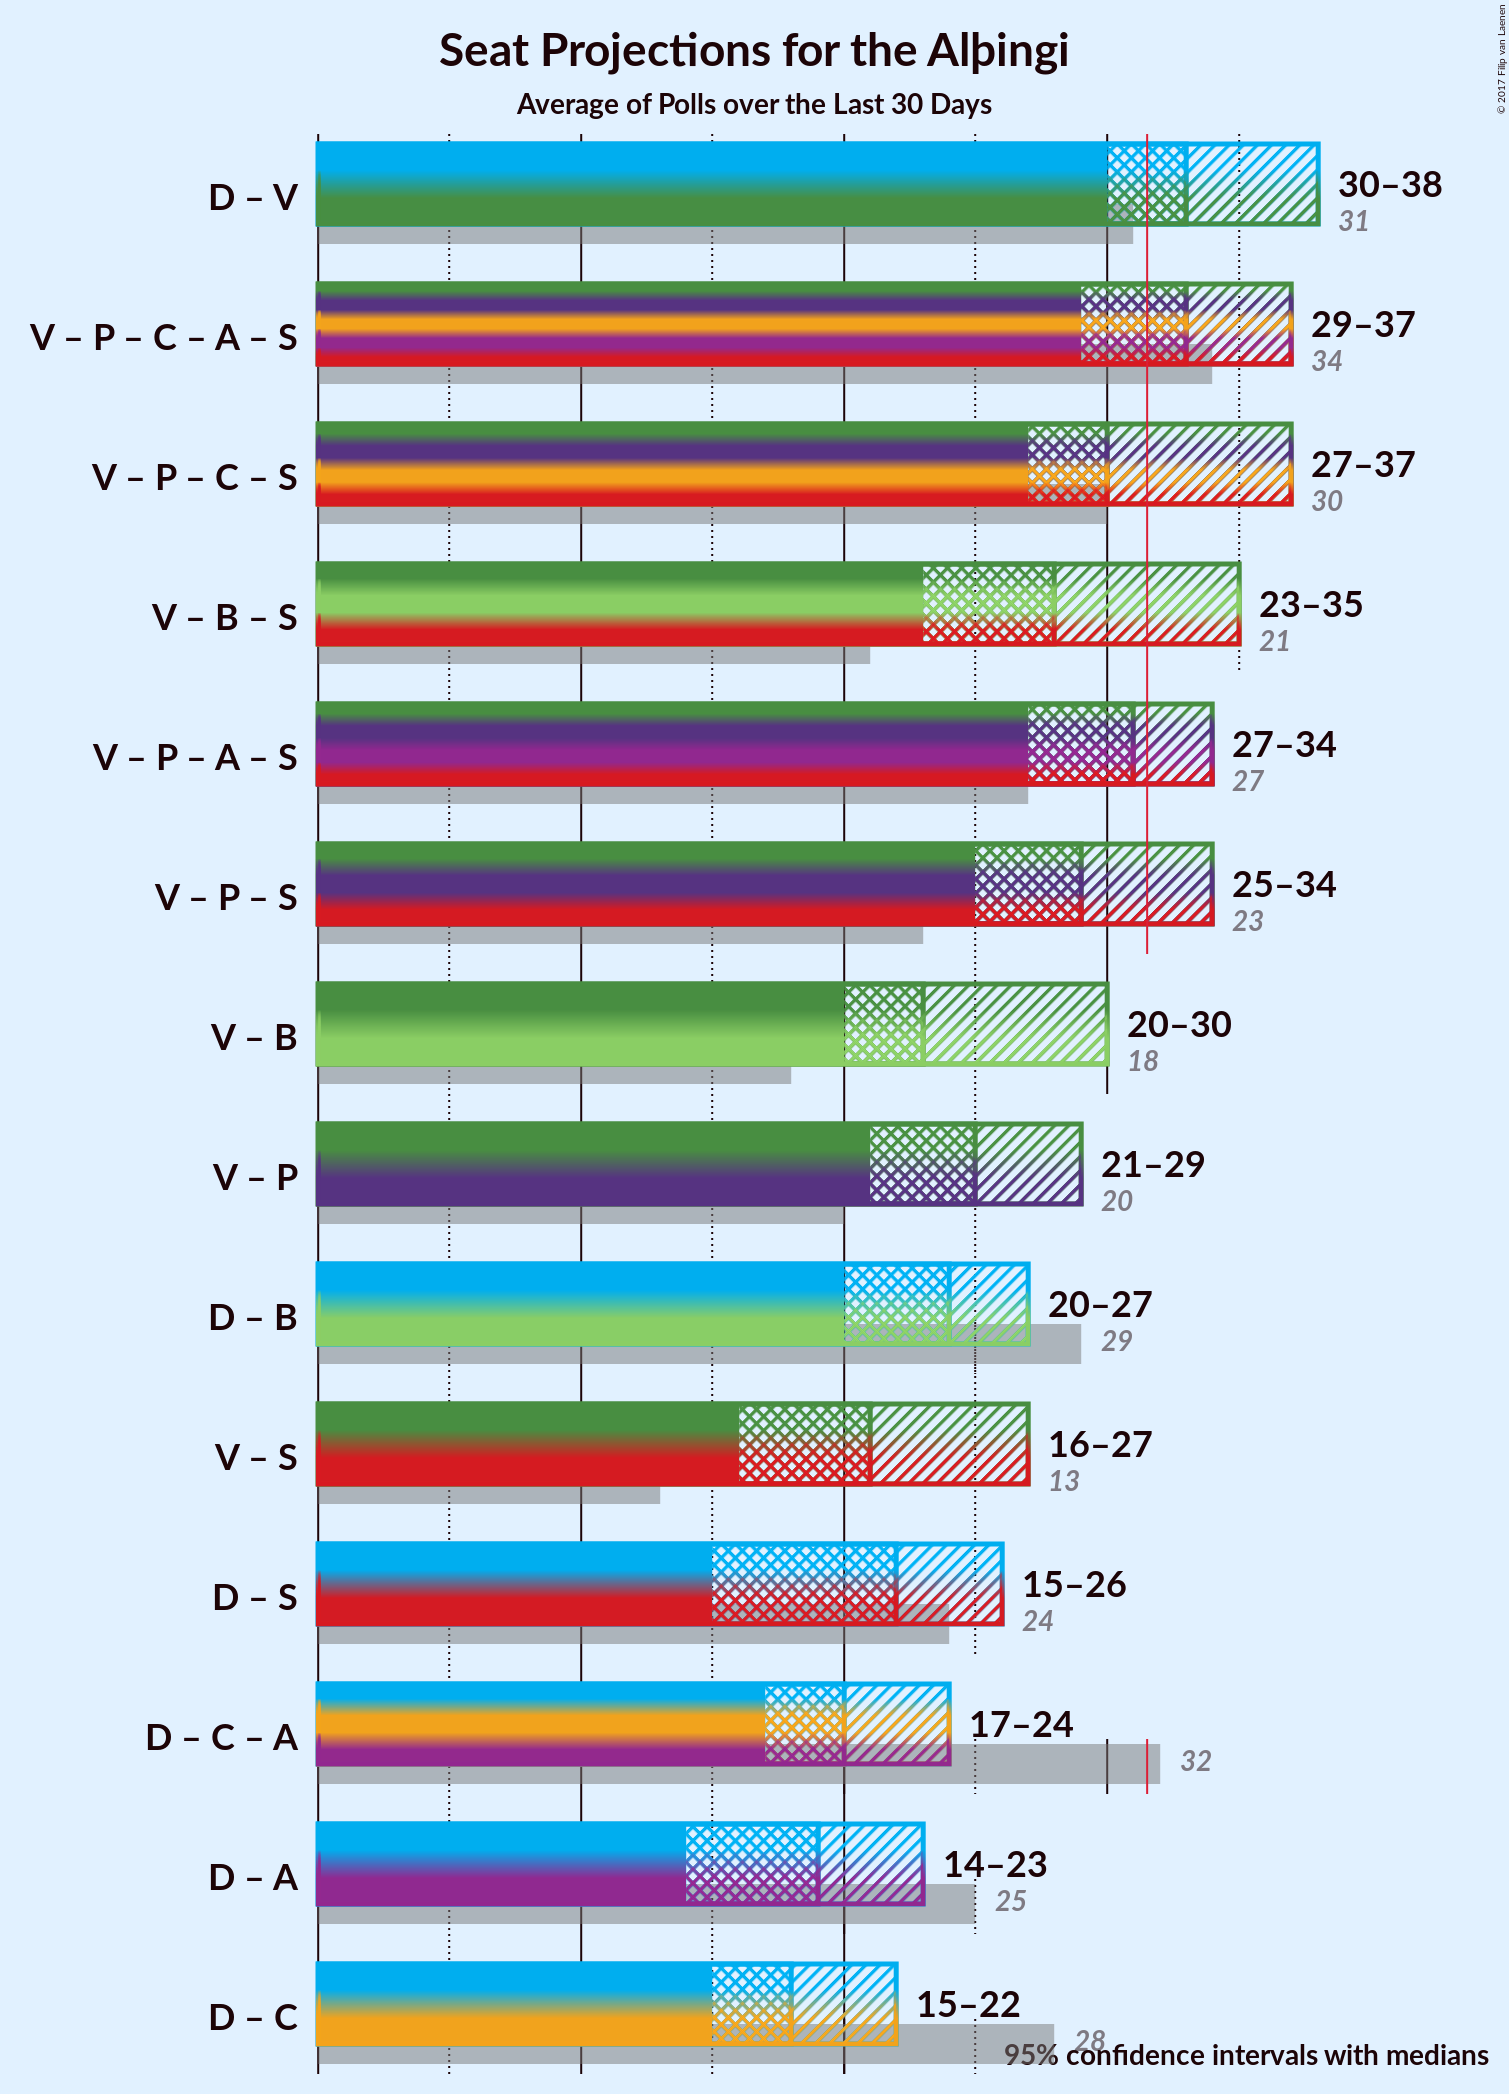 Seat Projections for the Alþingi
Average of Polls over the Last 30 Days
© 2017 Filip van Laenen
D – V
30–38
31
V – P – C – A – S
29–37
34
V – P – C – S
27–37
30
V – B – S
23–35
21
V – P – A – S
27–34
27
V – P – S
25–34
23
V – B
20–30
18
V – P
21–29
20
D – B
20–27
29
V – S
16–27
13
D – S
15–26
24
D – C – A
17–24
32
D – A
14–23
25
D – C
15–22
28
95% confidence intervals with medians